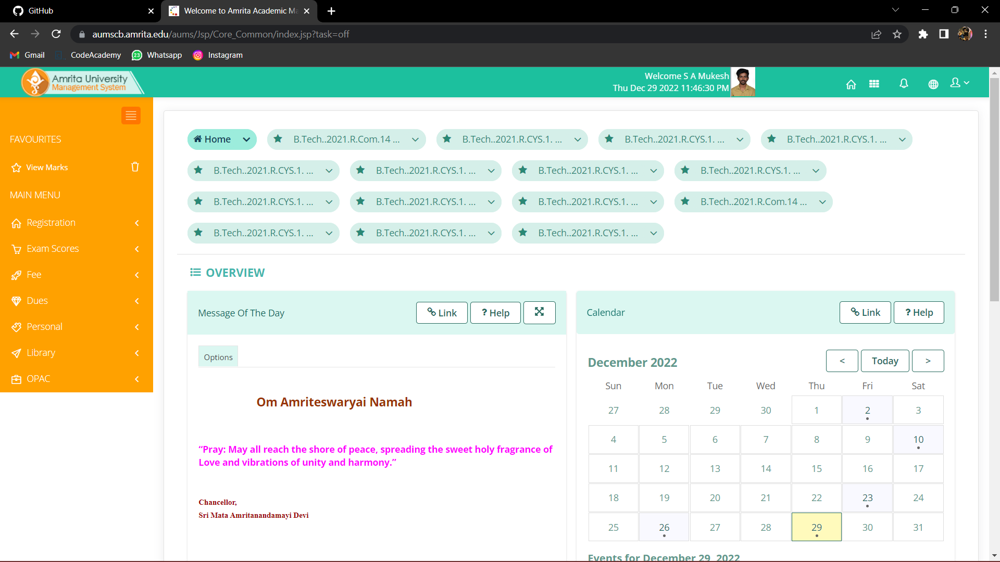 GitHub
Welcome to Amrita Academic Ma
aumscb.amrita.edu/aums/Jsp/Core_Common/index.jsp?task=off
Gmail
CodeAcademy
23
Whatsapp
Instagram
Amrita University
Management System
Welcome S A Mukesh
Thu Dec 29 2022 11:46:30 PM
FAVOURITES
View Marks
MAIN MENU
Registration
Exam Scores
Fee
Dues
Personal
Library
OPAC
Home
B.Tech..2021.R.Com.14 ...
B.Tech..2021.R.CYS.1. ...
B.Tech..2021.R.CYS.1. ...
B.Tech..2021.R.CYS.1. ...
B.Tech..2021.R.CYS.1. ...
B.Tech..2021.R.CYS.1. ...
B.Tech..2021.R.CYS.1. ...
B.Tech..2021.R.CYS.1. ...
B.Tech..2021.R.CYS.1. ...
B.Tech..2021.R.CYS.1. ...
B.Tech..2021.R.CYS.1. ...
B.Tech..2021.R.Com.14 ...
B.Tech..2021.R.CYS.1. ...
B.Tech..2021.R.CYS.1. ...
B.Tech..2021.R.CYS.1. ...
OVERVIEW
Message Of The Day
Link
? Help
Options
Om Amriteswaryai Namah
“Pray: May all reach the shore of peace, spreading the sweet holy fragrance of
Love and vibrations of unity and harmony.”
Chancellor,
Sri Mata Amritanandamayi Devi
Calendar
Link
? Help
December 2022
< Today >
Sun Mon Tue Wed Thu Fri Sat
27 28 29 30 1 2 3
4 5 6 7 8 9 10
11 12 13 14 15 16 17
18 19 20 21 22 23 24
25 26 27 28 29 30 31
Events for December 29, 2022